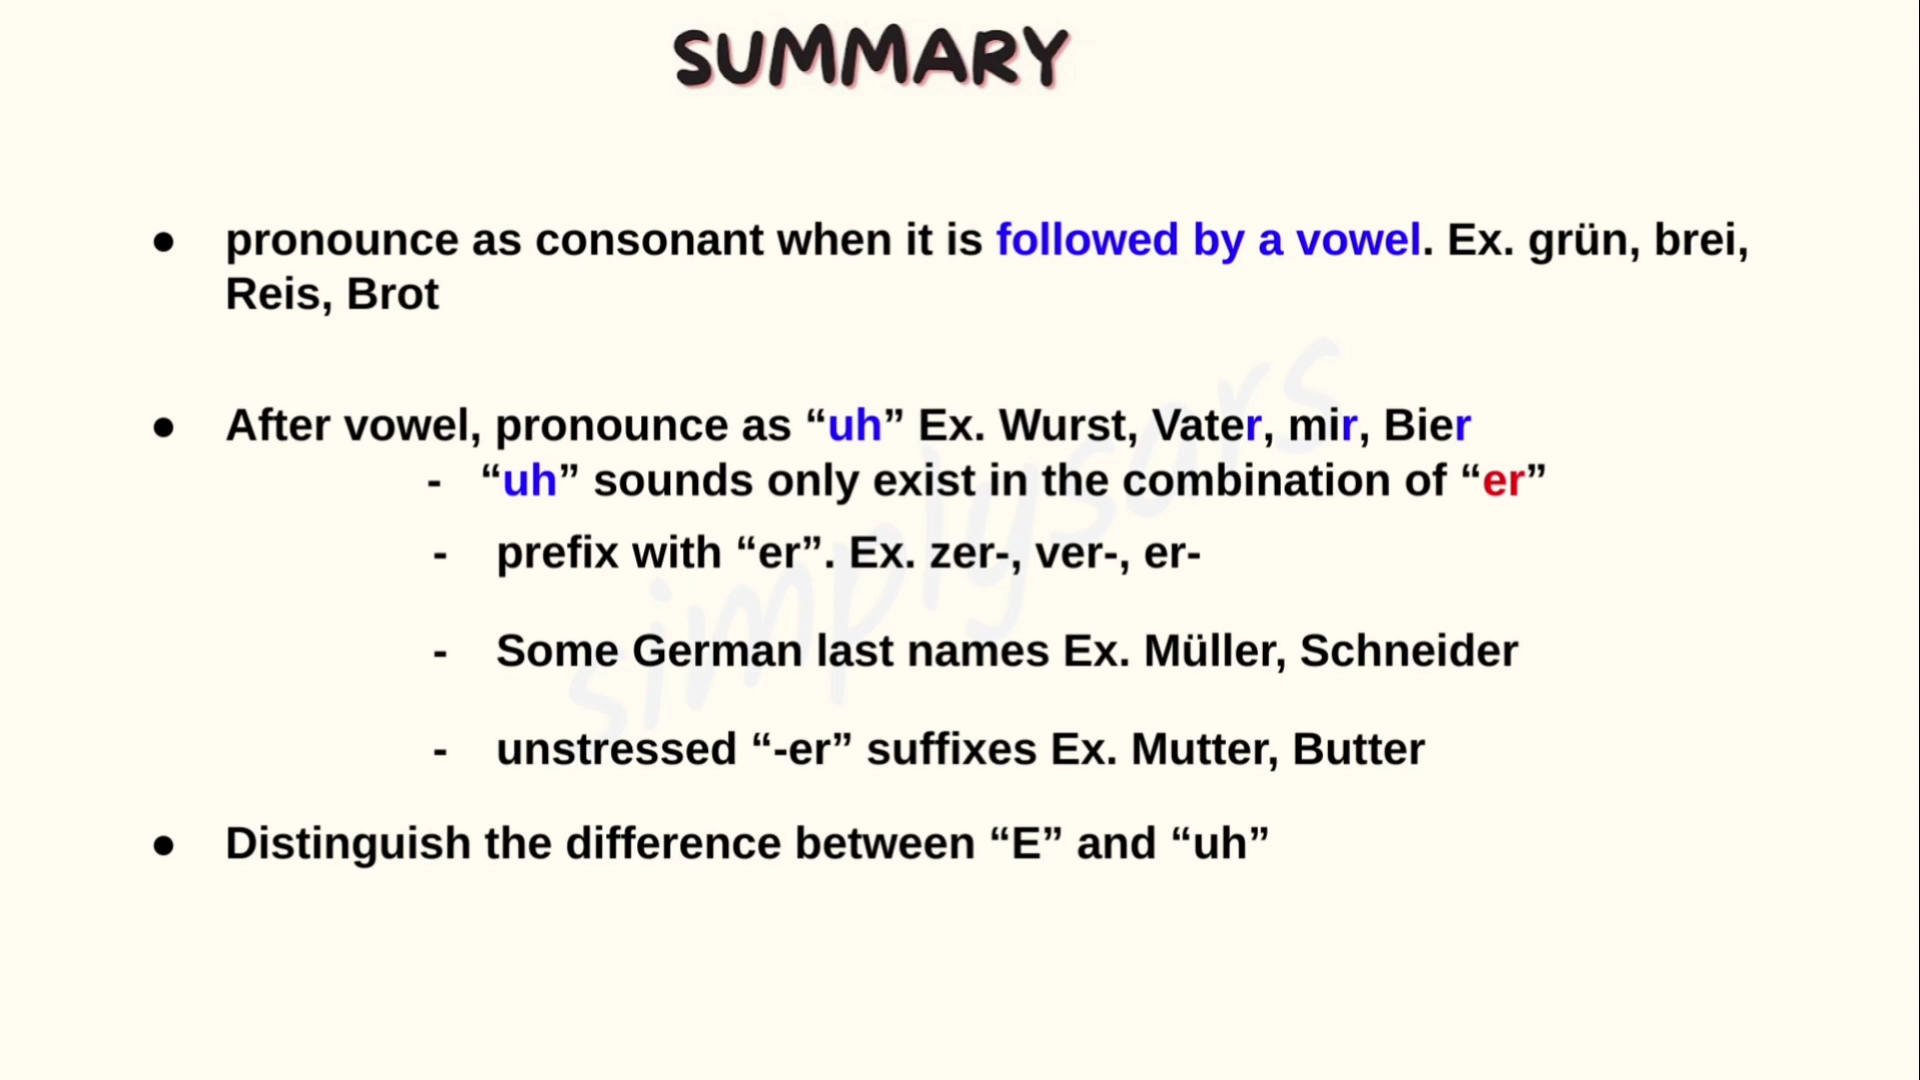 SUMMARY
● pronounce as consonant when it is followed by a vowel. Ex. grün, brei,
Reis, Brot
● After vowel, pronounce as “uh” Ex. Wurst, Vater, mir, Bier
- “uh” sounds only exist in the combination of “er”
- prefix with “er”. Ex. zer-, ver-, er-
- Some German last names Ex. Müller, Schneider
- unstressed “-er” suffixes Ex. Mutter, Butter
● Distinguish the difference between “E” and “uh”
simplysars